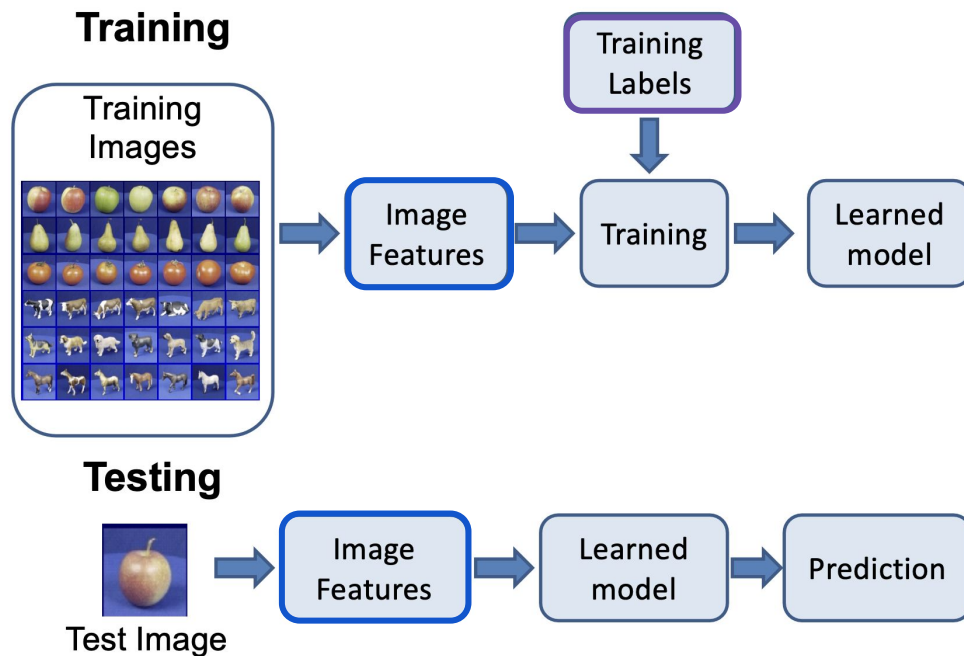 Training
Training
Images
Training
Labels
Image
Features
Training
Learned
model
Testing
Test Image
Image
Features
Learned
model
Prediction